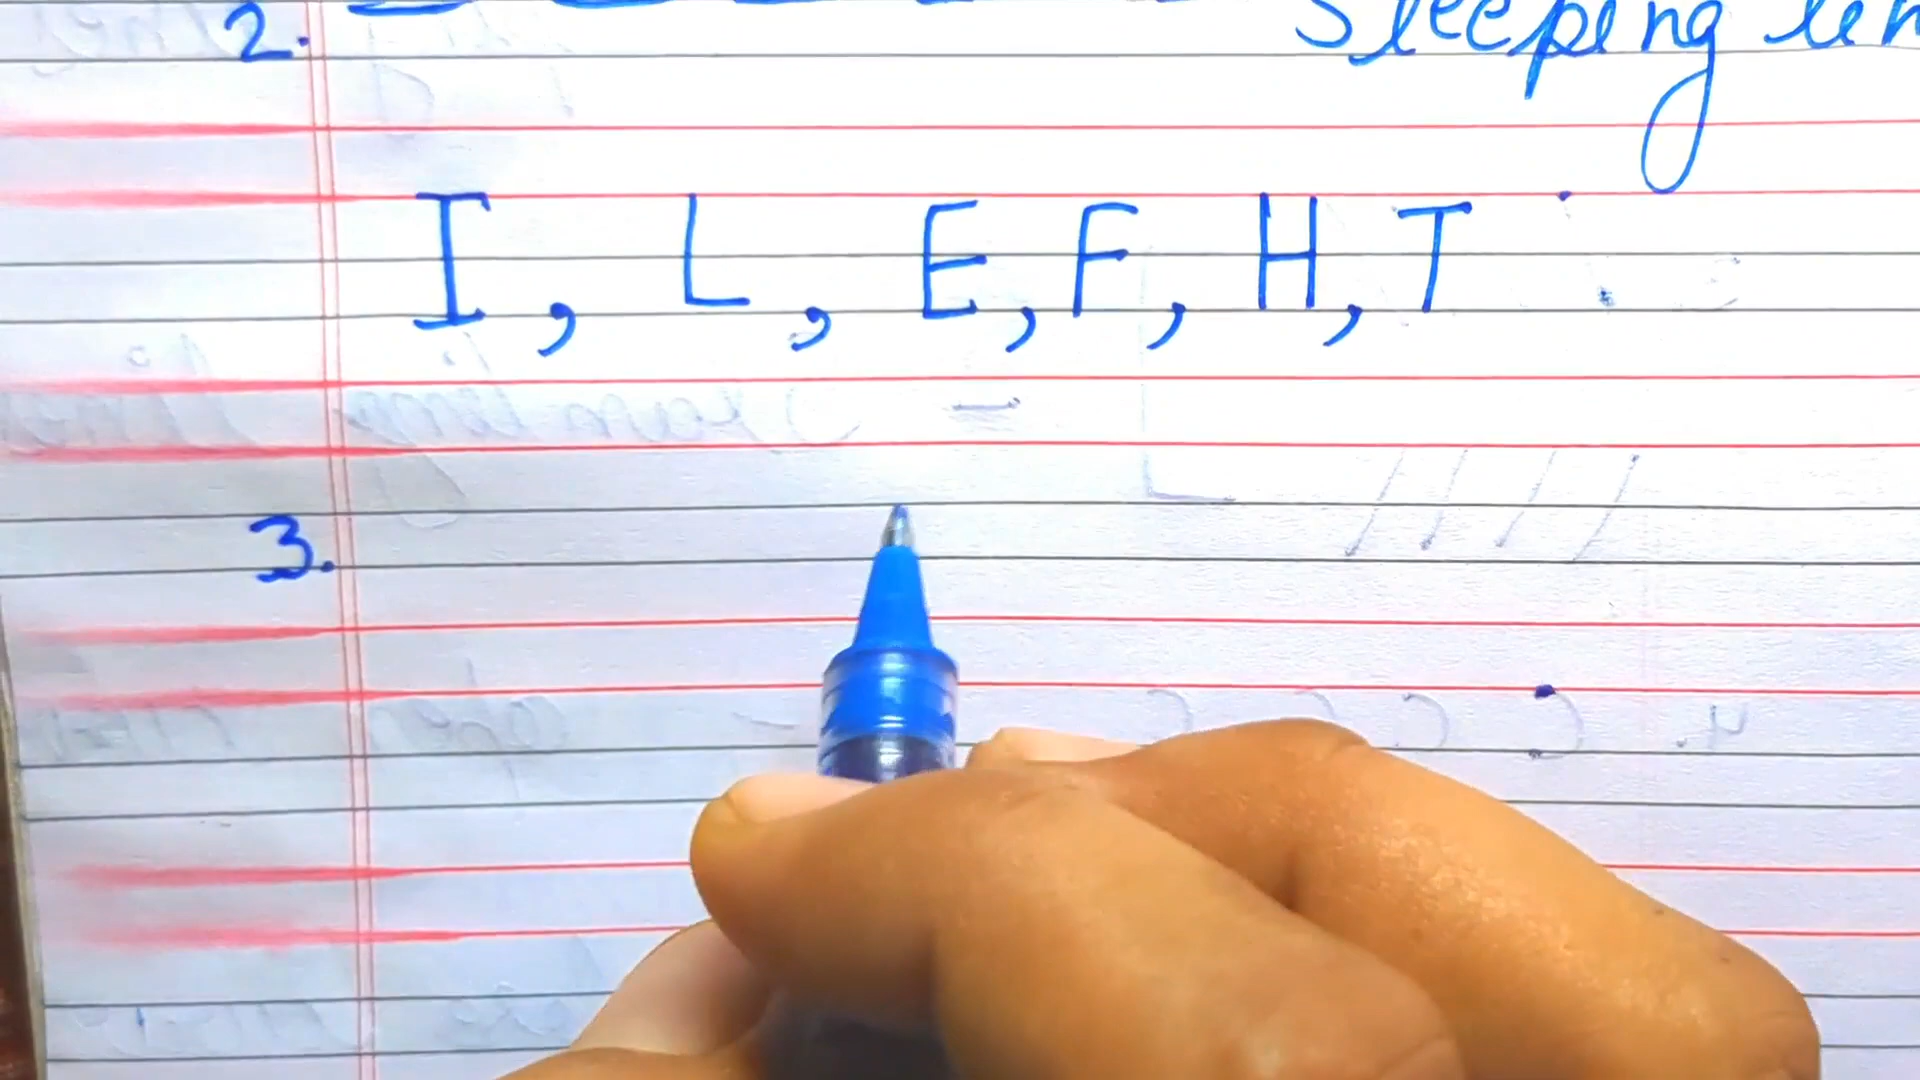 2. Sleeping
I, L, E, F, H, T
3.